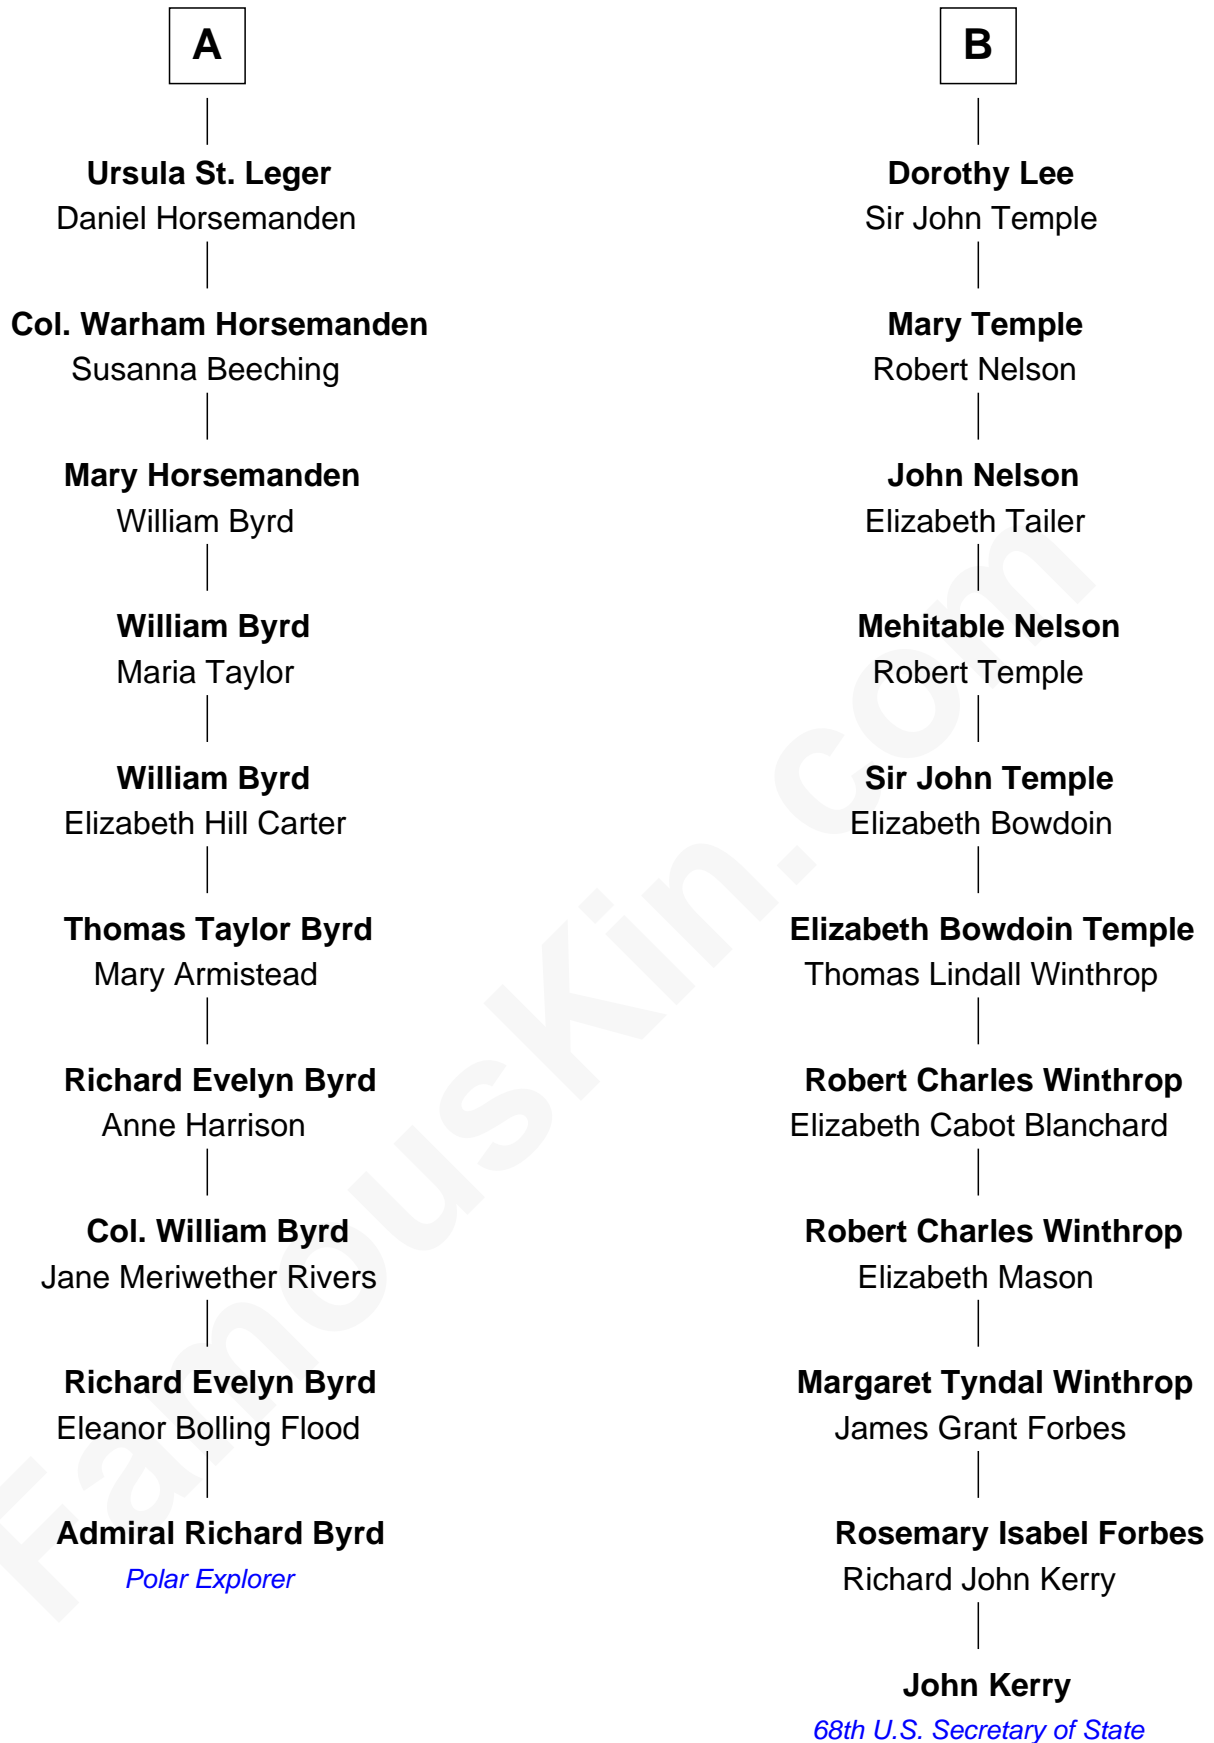 A
Ursula St. Leger
Daniel Horsemanden
Col. Warham Horsemanden
Susanna Beeching
Mary Horsemanden
William Byrd
William Byrd
Maria Taylor
William Byrd
Elizabeth Hill Carter
Thomas Taylor Byrd
Mary Armistead
Richard Evelyn Byrd
Anne Harrison
Col. William Byrd
Jane Meriwether Rivers
Richard Evelyn Byrd
Eleanor Bolling Flood
Admiral Richard Byrd
Polar Explorer
B
Dorothy Lee
Sir John Temple
Mary Temple
Robert Nelson
John Nelson
Elizabeth Tailer
Mehitable Nelson
Robert Temple
Sir John Temple
Elizabeth Bowdoin
Elizabeth Bowdoin Temple
Thomas Lindall Winthrop
Robert Charles Winthrop
Elizabeth Cabot Blanchard
Robert Charles Winthrop
Elizabeth Mason
Margaret Tyndal Winthrop
James Grant Forbes
Rosemary Isabel Forbes
Richard John Kerry
John Kerry
68th U.S. Secretary of State
FamousKin.com